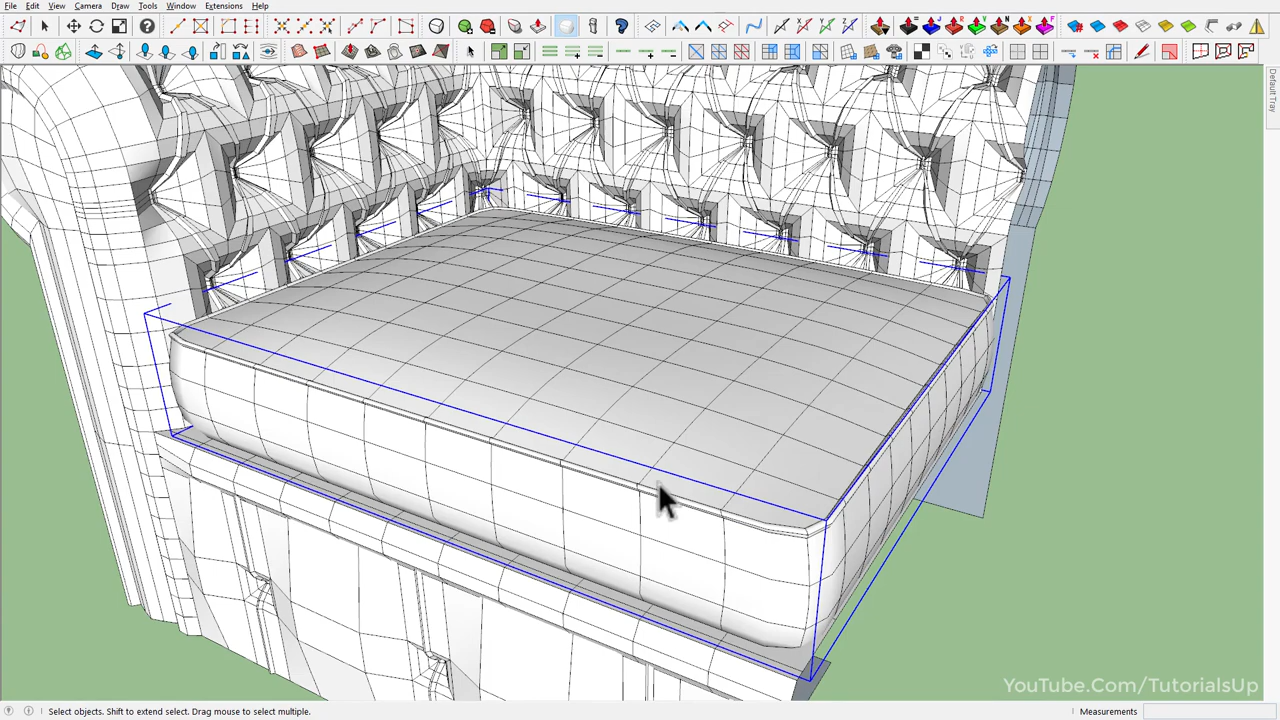 File Edit View Camera Draw Tools Window Extensions Help
Default Tray
YouTube.Com/TutorialsUp
Select objects. Shift to extend select. Drag mouse to select multiple. Measurements